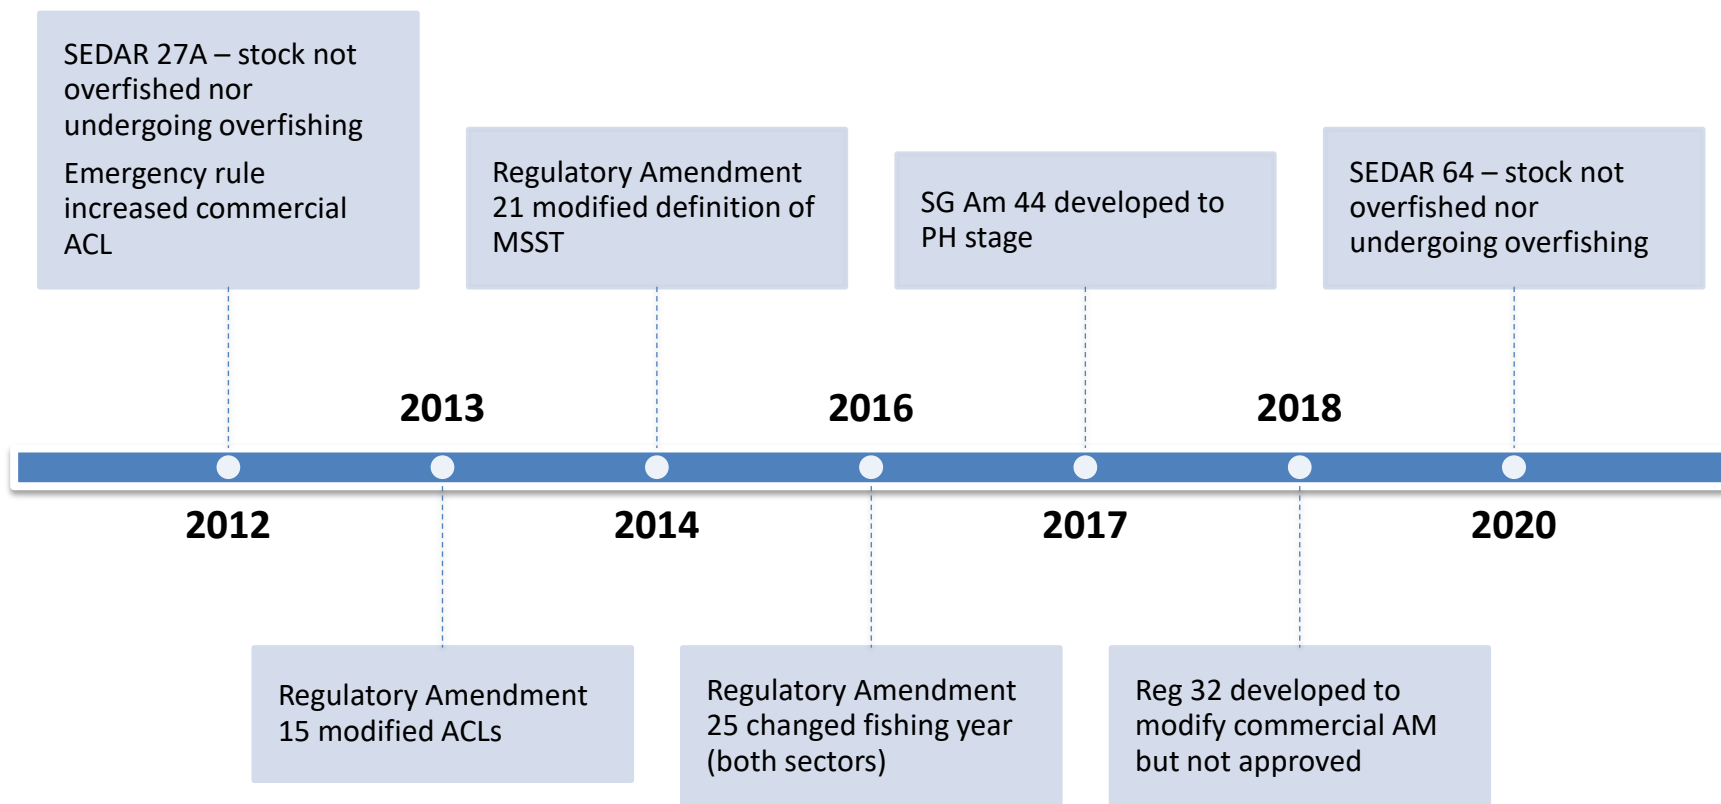 SEDAR 27A – stock not
overfished nor
undergoing overfishing
Emergency rule
increased commercial
ACL
Regulatory Amendment
21 modified definition of
MSST
SG Am 44 developed to
PH stage
SEDAR 64 – stock not
overfished nor
undergoing overfishing
2013
2016
2018
2012
2014
2017
2020
Regulatory Amendment
15 modified ACLs
Regulatory Amendment
25 changed fishing year
(both sectors)
Reg 32 developed to
modify commercial AM
but not approved